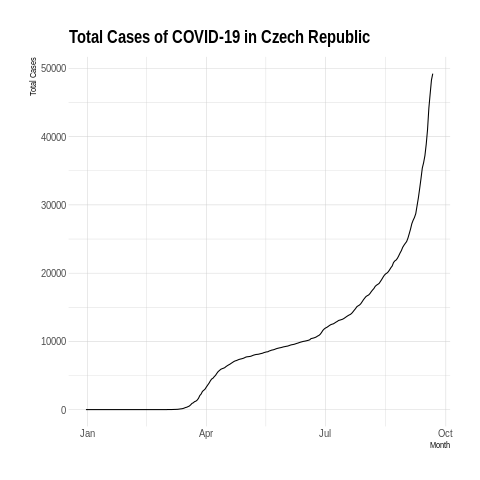 Total Cases of COVID-19 in Czech Republic
Total Cases
50000
40000
30000
20000
10000
0
Jan Apr Jul Oct
Month